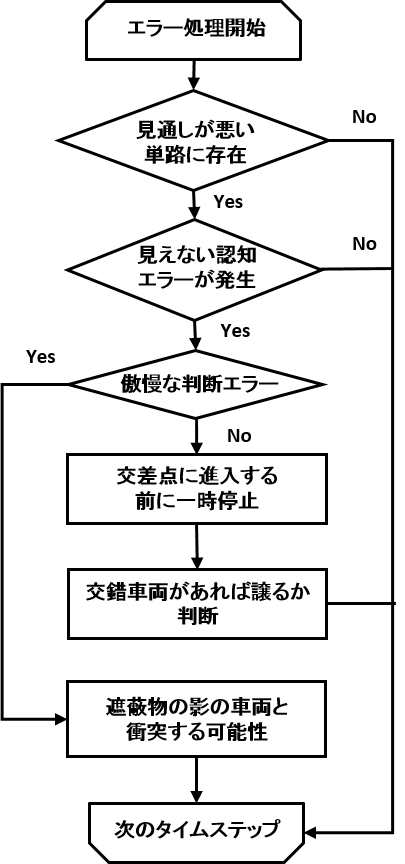 エラー処理開始
見通しが悪い
単路に存在
No
Yes
見えない認知
エラーが発生
No
Yes
Yes
傲慢な判断エラー
No
交差点に進入する
前に一時停止
交錯車両があれば譲るか
判断
遮蔽物の影の車両と
衝突する可能性
次のタイムステップ